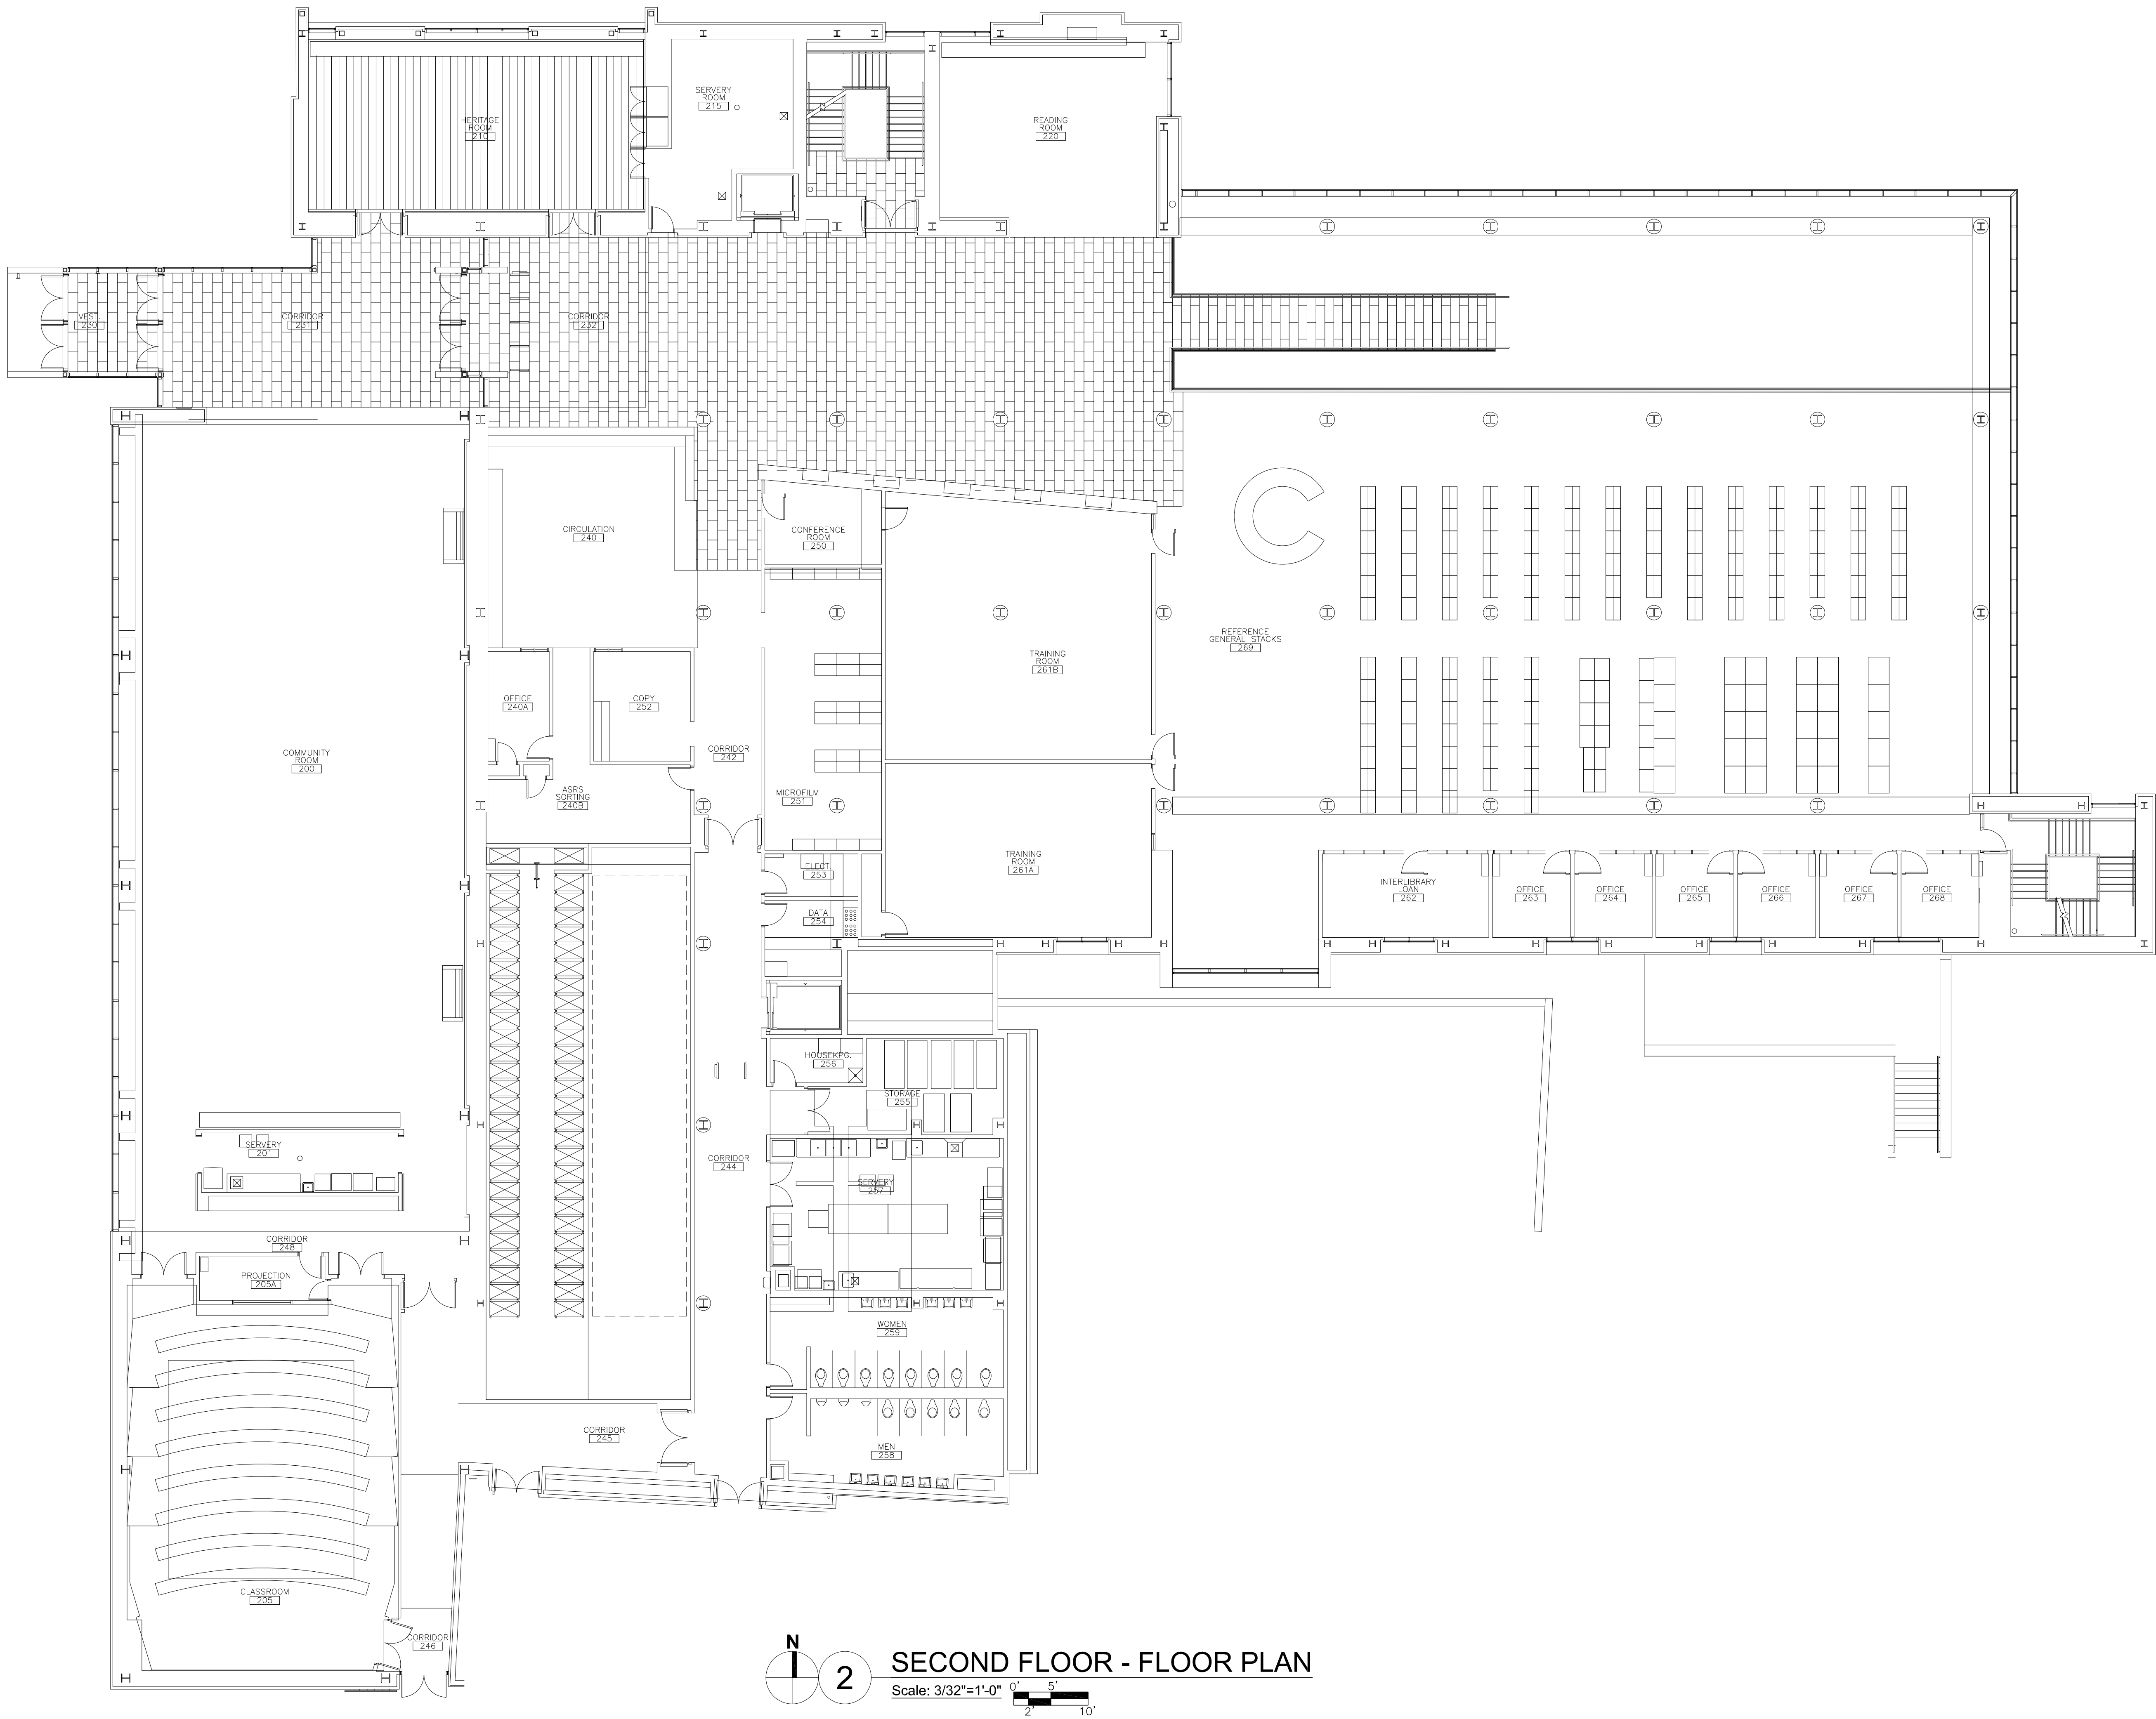 SERVERY
ROOM
215
HERITAGE
ROOM
210
READING
ROOM
220
VEST.
230
CORRIDOR
231
CORRIDOR
232
CIRCULATION
240
CONFERENCE
ROOM
250
REFERENCE
GENERAL STACKS
269
TRAINING
ROOM
261B
OFFICE
240A
COPY
252
COMMUNITY
ROOM
200
CORRIDOR
242
ASRS
SORTING
240B
MICROFILM
251
TRAINING
ROOM
261A
ELECT.
253
INTERLIBRARY
LOAN
262
OFFICE
263
OFFICE
264
OFFICE
265
OFFICE
266
OFFICE
267
OFFICE
268
DATA
254
HOUSEKPG.
256
STORAGE
255
SERVERY
201
CORRIDOR
244
SERVERY
257
CORRIDOR
248
PROJECTION
205A
WOMEN
259
CORRIDOR
245
MEN
258
CLASSROOM
205
CORRIDOR
246
N
2
SECOND FLOOR - FLOOR PLAN
Scale: 3/32"=1'-0"
0' 5'
2' 10'